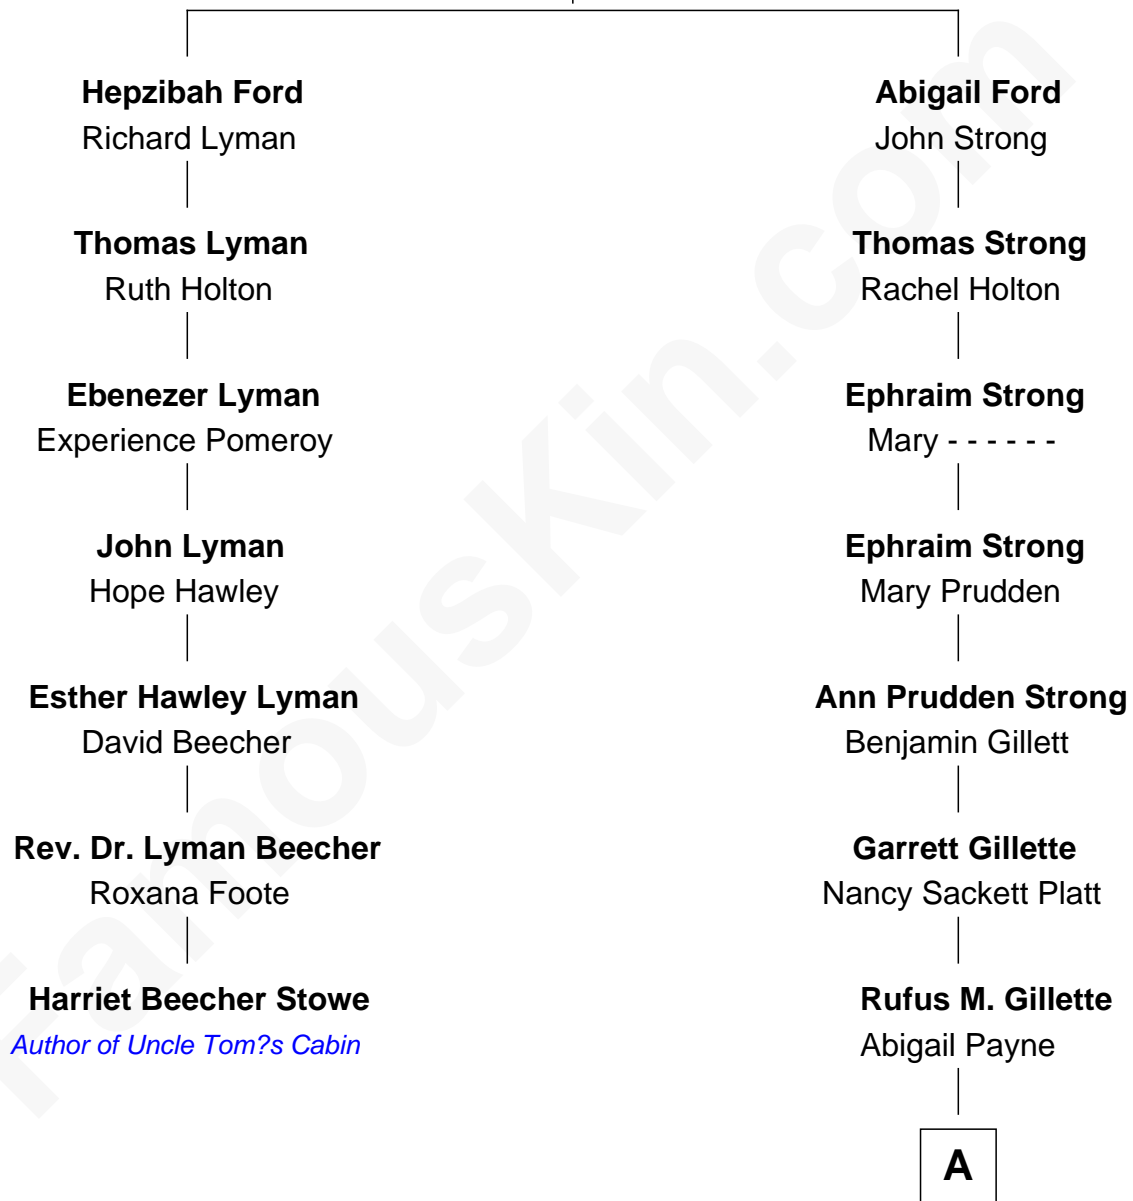 Hepzibah Ford
Richard Lyman
Thomas Lyman
Ruth Holton
Ebenezer Lyman
Experience Pomeroy
John Lyman
Hope Hawley
Esther Hawley Lyman
David Beecher
Rev. Dr. Lyman Beecher
Roxana Foote
Harriet Beecher Stowe
Author of Uncle Tom?s Cabin
Abigail Ford
John Strong
Thomas Strong
Rachel Holton
Ephraim Strong
Mary - - - - - -
Ephraim Strong
Mary Prudden
Ann Prudden Strong
Benjamin Gillett
Garrett Gillette
Nancy Sackett Platt
Rufus M. Gillette
Abigail Payne
A
FamousKin.com